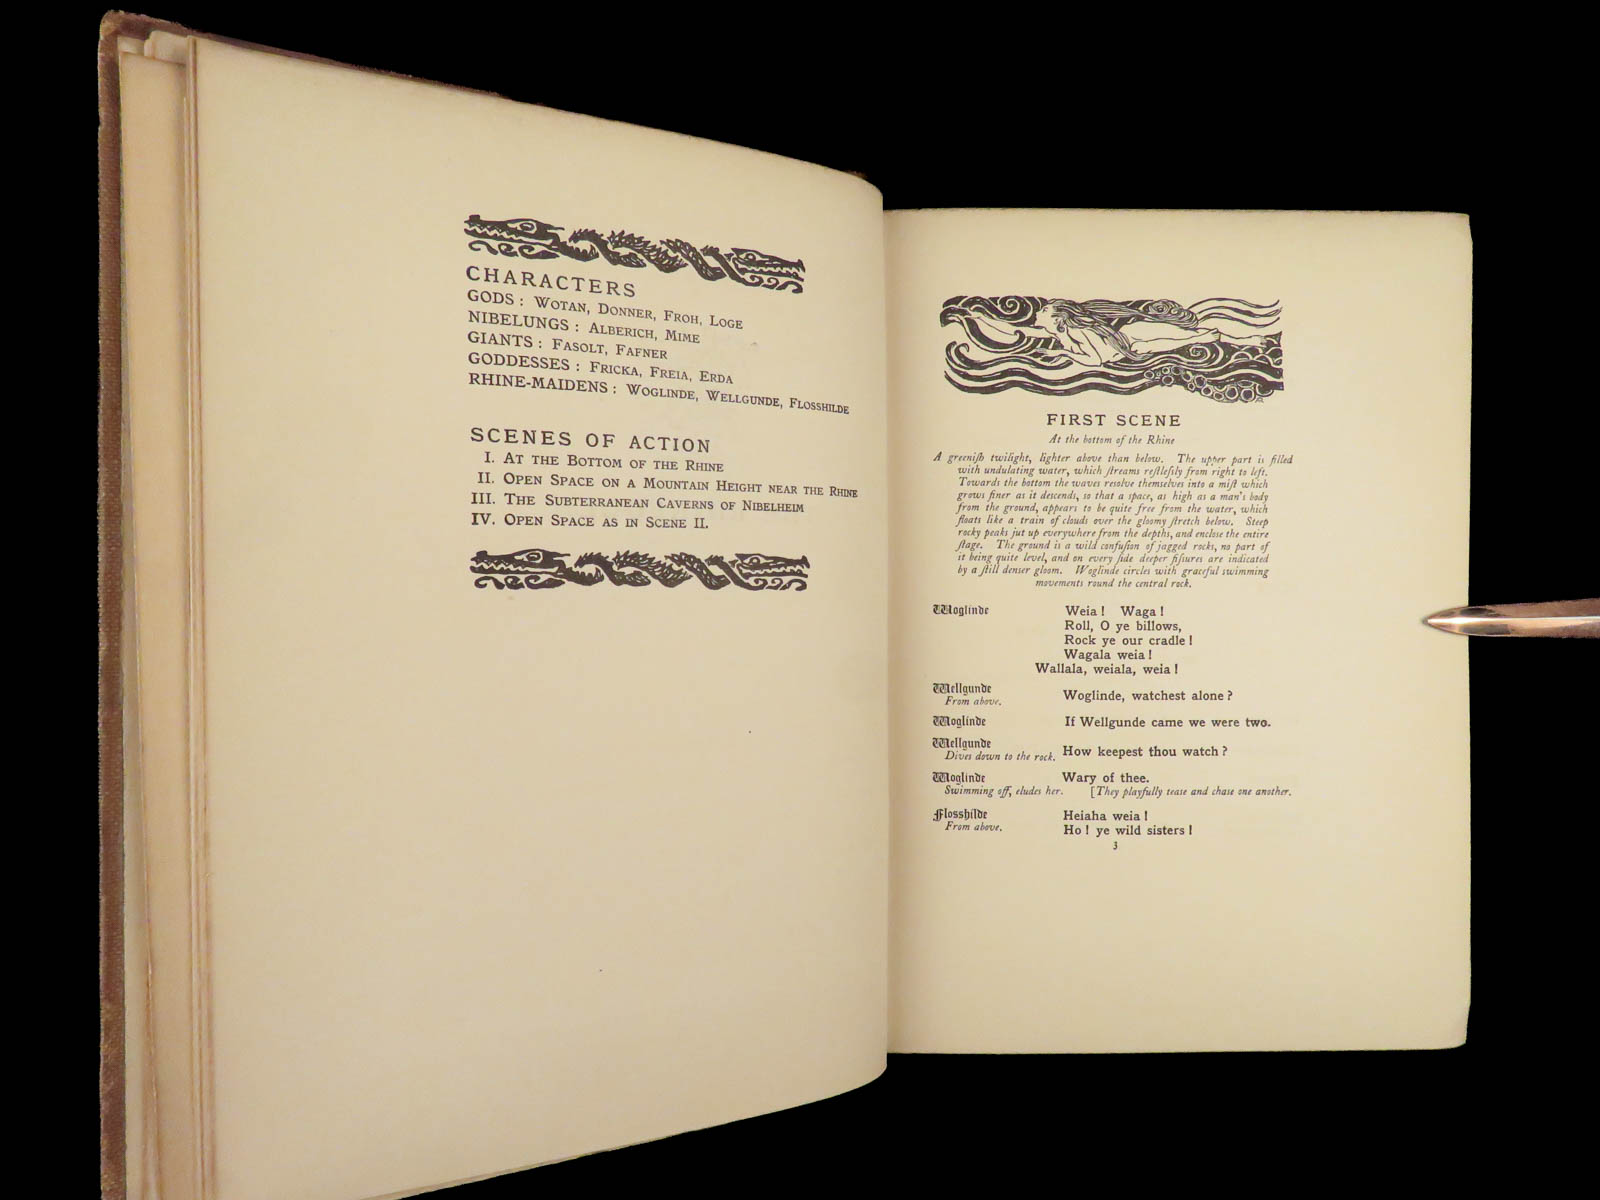 CHARACTERS
GODS : Wotan, Donner, Froh, Loge
NIBELUNGS : Alberich, Mime
GIANTS : Fasolt, Fafner
GODDESSES : Fricka, Freia, Erda
RHINE-MAIDENS : Woglinde, Wellgunde, Flosshilde
SCENES OF ACTION
I. At the Bottom of the Rhine
II. Open Space on a Mountain Height near the Rhine
III. The Subterranean Caverns of Nibelheim
IV. Open Space as in Scene II.
FIRST SCENE
At the bottom of the Rhine
A greeniſh twilight, lighter above than below. The upper part is filled
with undulating water, which ſtreams reſtleſsly from right to left.
Towards the bottom the waves resolve themselves into a miſt which
grows finer as it descends, so that a space, as high as a man's body
from the ground, appears to be quite free from the water, which
floats like a train of clouds over the gloomy ſtretch below. Steep
rocky peaks jut up everywhere from the depths, and enclose the entire
ſtage. The ground is a wild confuſion of jagged rocks, no part of
it being quite level, and on every ſide deeper fiſsures are indicated
by a ſtill denser gloom. Woglinde circles with graceful swimming
movements round the central rock.
Woglinde Weia ! Waga !
Roll, O ye billows,
Rock ye our cradle !
Wagala weia !
Wallala, weiala, weia !
Wellgunde
From above. Woglinde, watchest alone ?
Woglinde If Wellgunde came we were two.
Wellgunde
Dives down to the rock. How keepest thou watch ?
Woglinde Wary of thee.
Swimming off, eludes her. [They playfully tease and chase one another.
Flosshilde Heiaha weia !
From above. Ho ! ye wild sisters !
3